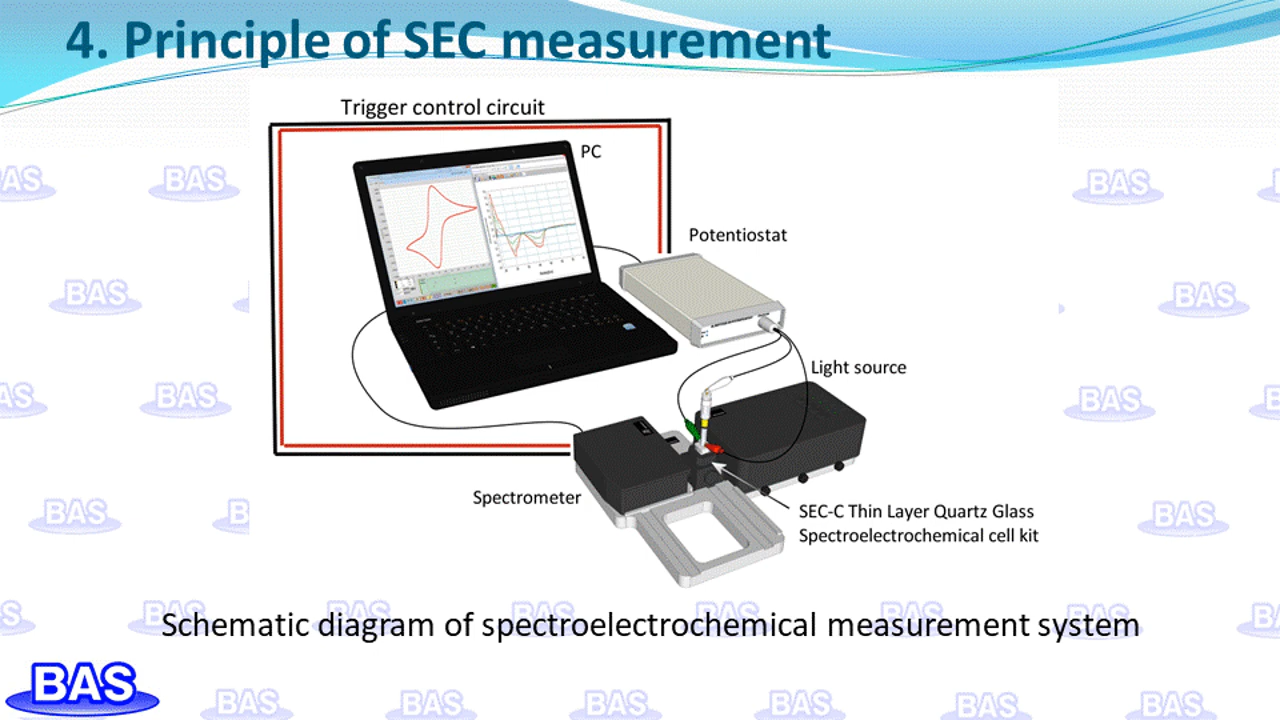 4. Principle of SEC measurement
Trigger control circuit
PC
Potentiostat
Light source
Spectrometer
SEC-C Thin Layer Quartz Glass
Spectroelectrochemical cell kit
Schematic diagram of spectroelectrochemical measurement system
BAS